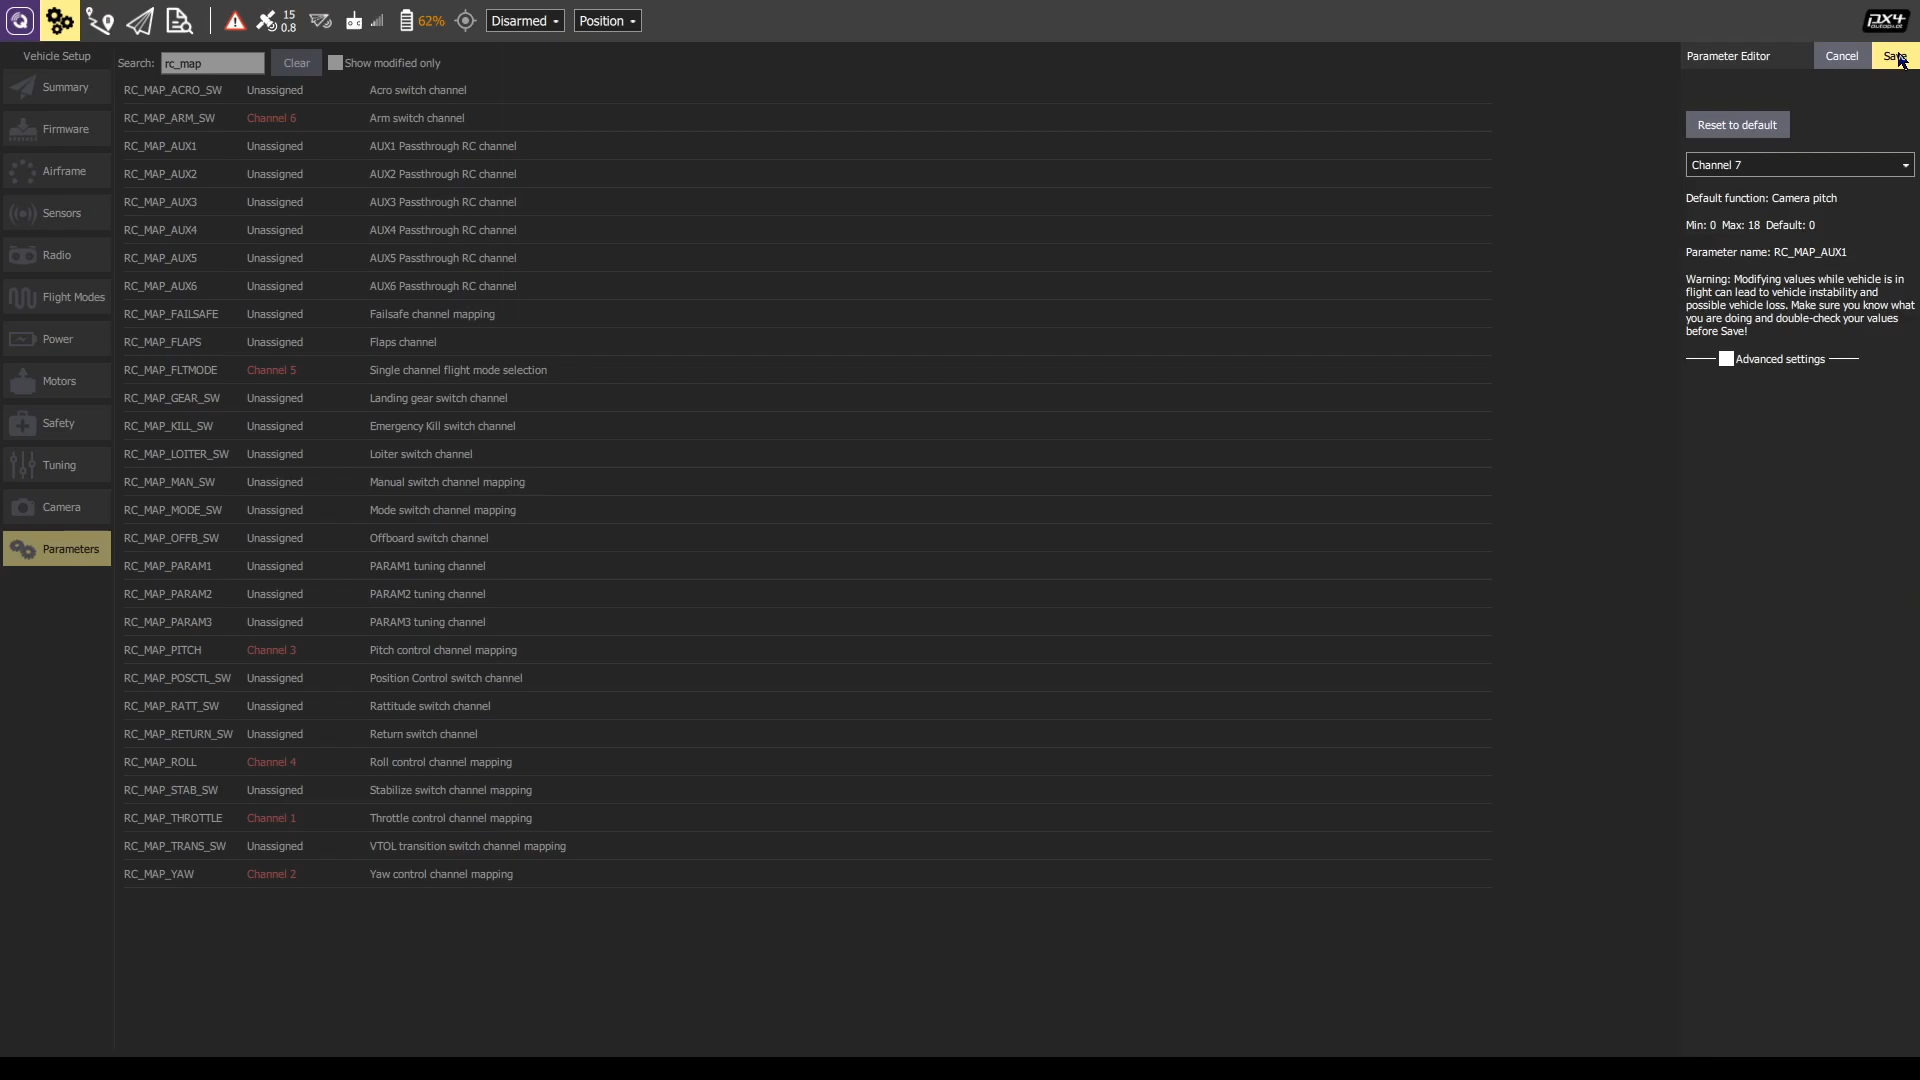 15
0.8
62%
Disarmed
Position
px4
autopilot
Vehicle Setup
Search: rc_map Clear Show modified only
Parameter Editor Cancel Save
Summary
Firmware
Airframe
Sensors
Radio
Flight Modes
Power
Motors
Safety
Tuning
Camera
Parameters
RC_MAP_ACRO_SW Unassigned Acro switch channel
RC_MAP_ARM_SW Channel 6 Arm switch channel
RC_MAP_AUX1 Unassigned AUX1 Passthrough RC channel
RC_MAP_AUX2 Unassigned AUX2 Passthrough RC channel
RC_MAP_AUX3 Unassigned AUX3 Passthrough RC channel
RC_MAP_AUX4 Unassigned AUX4 Passthrough RC channel
RC_MAP_AUX5 Unassigned AUX5 Passthrough RC channel
RC_MAP_AUX6 Unassigned AUX6 Passthrough RC channel
RC_MAP_FAILSAFE Unassigned Failsafe channel mapping
RC_MAP_FLAPS Unassigned Flaps channel
RC_MAP_FLTMODE Channel 5 Single channel flight mode selection
RC_MAP_GEAR_SW Unassigned Landing gear switch channel
RC_MAP_KILL_SW Unassigned Emergency Kill switch channel
RC_MAP_LOITER_SW Unassigned Loiter switch channel
RC_MAP_MAN_SW Unassigned Manual switch channel mapping
RC_MAP_MODE_SW Unassigned Mode switch channel mapping
RC_MAP_OFFB_SW Unassigned Offboard switch channel
RC_MAP_PARAM1 Unassigned PARAM1 tuning channel
RC_MAP_PARAM2 Unassigned PARAM2 tuning channel
RC_MAP_PARAM3 Unassigned PARAM3 tuning channel
RC_MAP_PITCH Channel 3 Pitch control channel mapping
RC_MAP_POSCTL_SW Unassigned Position Control switch channel
RC_MAP_RATT_SW Unassigned Rattitude switch channel
RC_MAP_RETURN_SW Unassigned Return switch channel
RC_MAP_ROLL Channel 4 Roll control channel mapping
RC_MAP_STAB_SW Unassigned Stabilize switch channel mapping
RC_MAP_THROTTLE Channel 1 Throttle control channel mapping
RC_MAP_TRANS_SW Unassigned VTOL transition switch channel mapping
RC_MAP_YAW Channel 2 Yaw control channel mapping
Reset to default
Channel 7
Default function: Camera pitch
Min: 0 Max: 18 Default: 0
Parameter name: RC_MAP_AUX1
Warning: Modifying values while vehicle is in
flight can lead to vehicle instability and
possible vehicle loss. Make sure you know what
you are doing and double-check your values
before Save!
Advanced settings